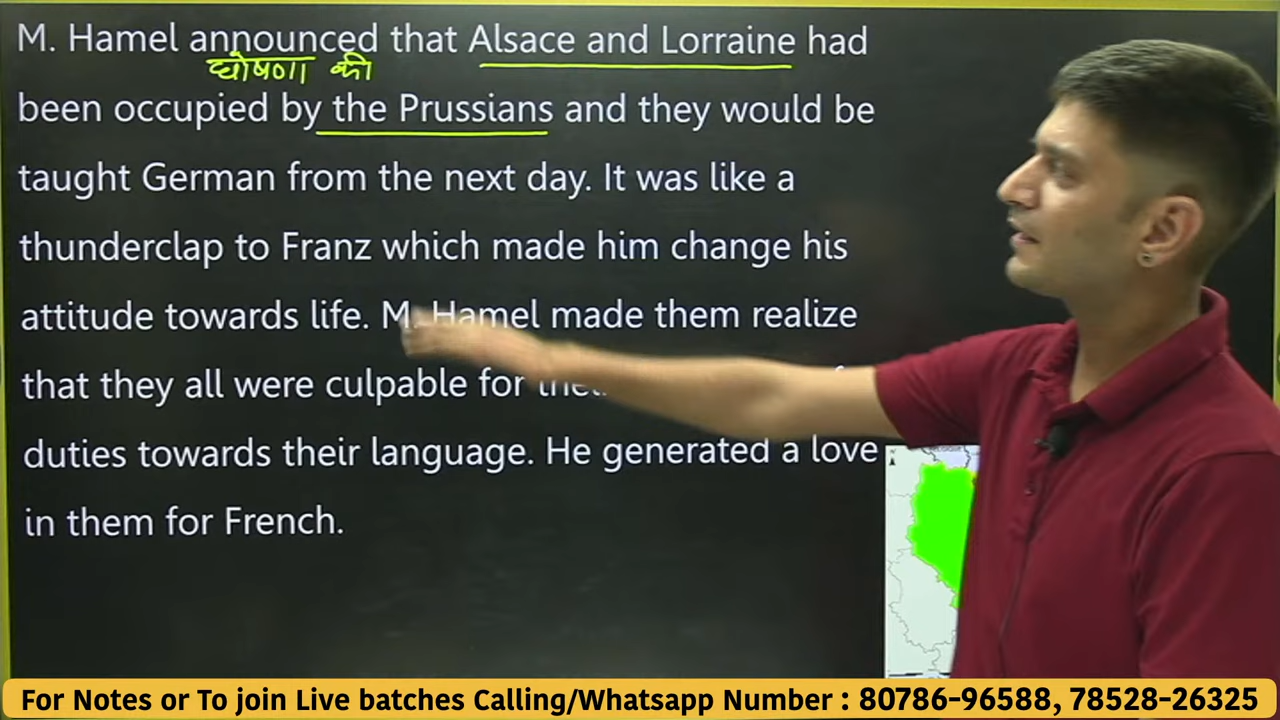 M. Hamel announced that Alsace and Lorraine had
घोषणा की
been occupied by the Prussians and they would be
taught German from the next day. It was like a
thunderclap to Franz which made him change his
attitude towards life. M. Hamel made them realize
that they all were culpable for
duties towards their language. He generated a love
in them for French.
For Notes or To join Live batches Calling/Whatsapp Number : 80786-96588, 78528-26325